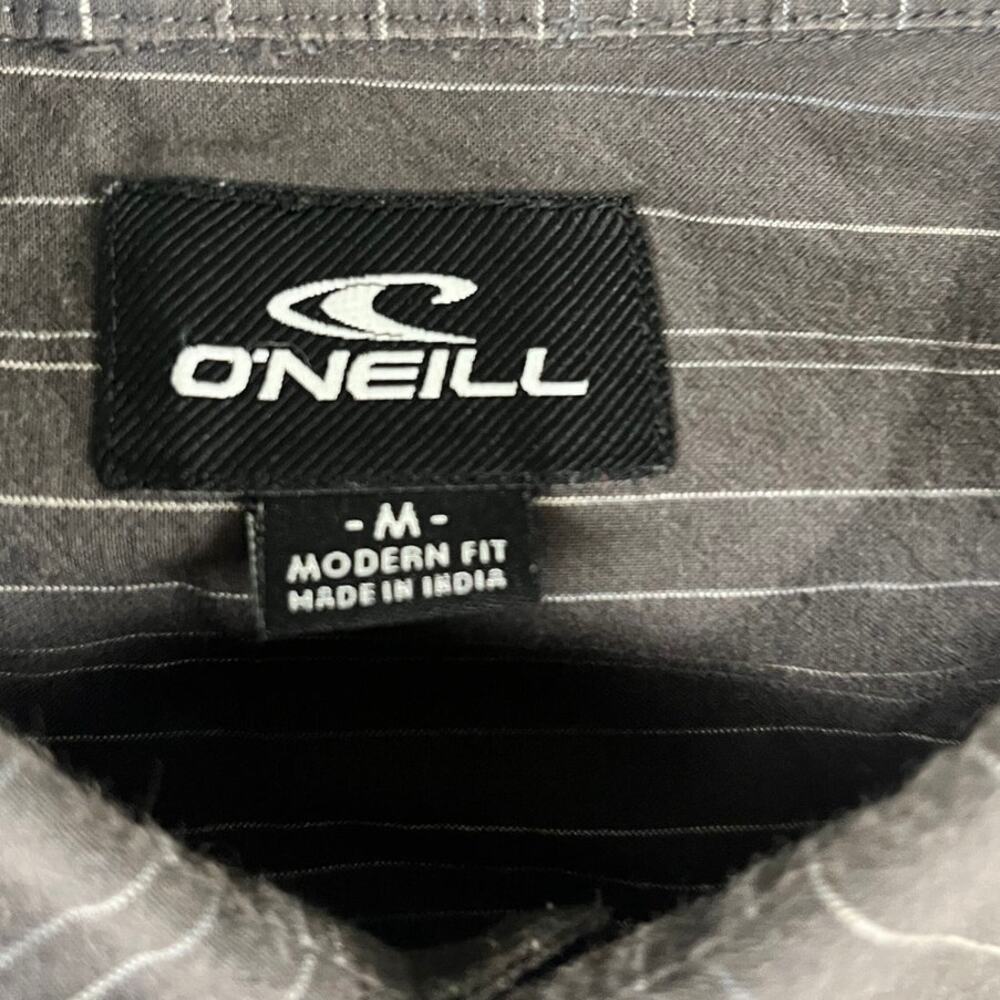 O'NEILL
- M -
MODERN FIT
MADE IN INDIA